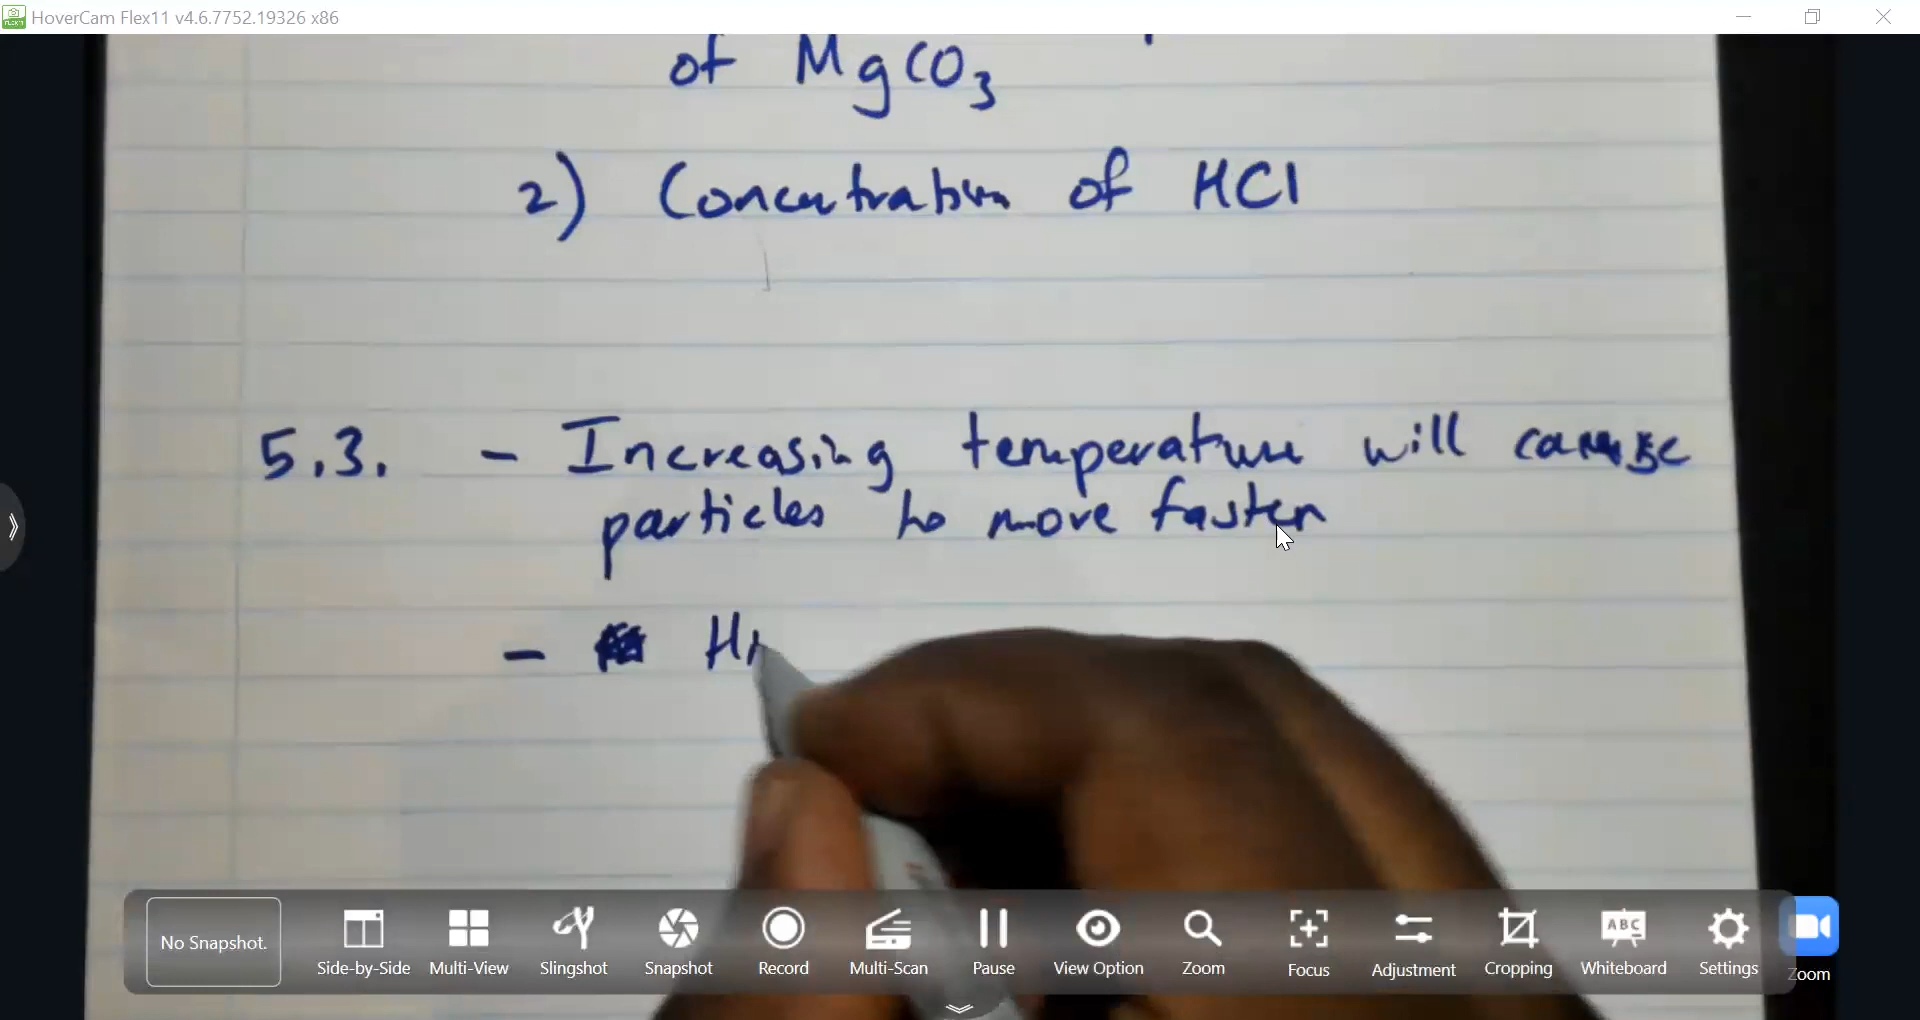 HoverCam Flex11 v4.6.7752.19326 x86
of MgCO3
2) Concentration of HCl
5.3. - Increasing temperature will cause
particles to move faster
- Hi
No Snapshot.
Side-by-Side
Multi-View
Slingshot
Snapshot
Record
Multi-Scan
Pause
View Option
Zoom
Focus
Adjustment
Cropping
ABC
Whiteboard
Settings
Zoom